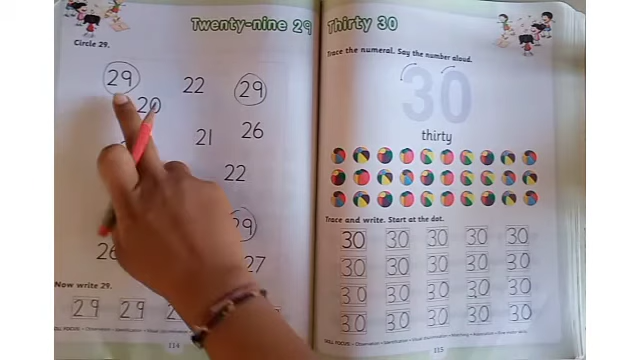 Twenty-nine 29
Circle 29.
29
22
29
20
21
26
22
27
Now write 29.
29 29
114
Thirty 30
Trace the numeral. Say the number aloud.
30
thirty
Trace and write. Start at the dot.
30 30 30 30 30
30 30 30 30 30
30 30 30 30 30
30 30 30 30 30
115